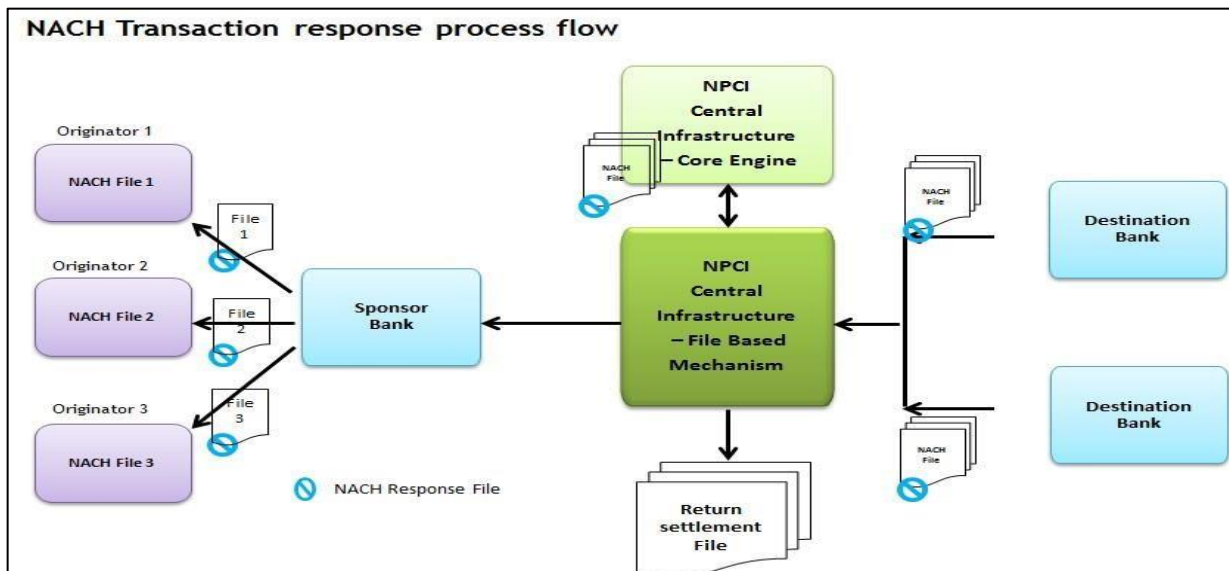 NACH Transaction response process flow
Originator 1
NACH File 1
File
1
Originator 2
NACH File 2
File
2
Originator 3
NACH File 3
File
3
NACH Response File
Sponsor
Bank
NPCI
Central
Infrastructure
– Core Engine
NACH
File
NPCI
Central
Infrastructure
– File Based
Mechanism
Return
settlement
File
NACH
File
Destination
Bank
NACH
File
Destination
Bank